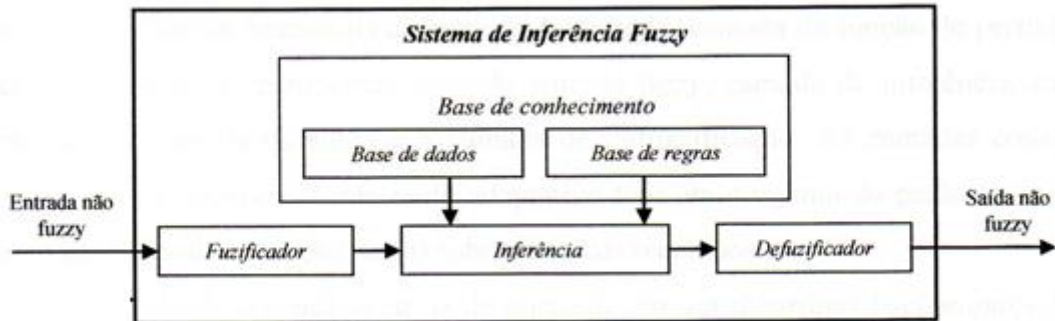 Sistema de Inferência Fuzzy
Base de conhecimento
Base de dados
Base de regras
Entrada não
fuzzy
Saída não
fuzzy
Fuzificador
Inferência
Defuzificador